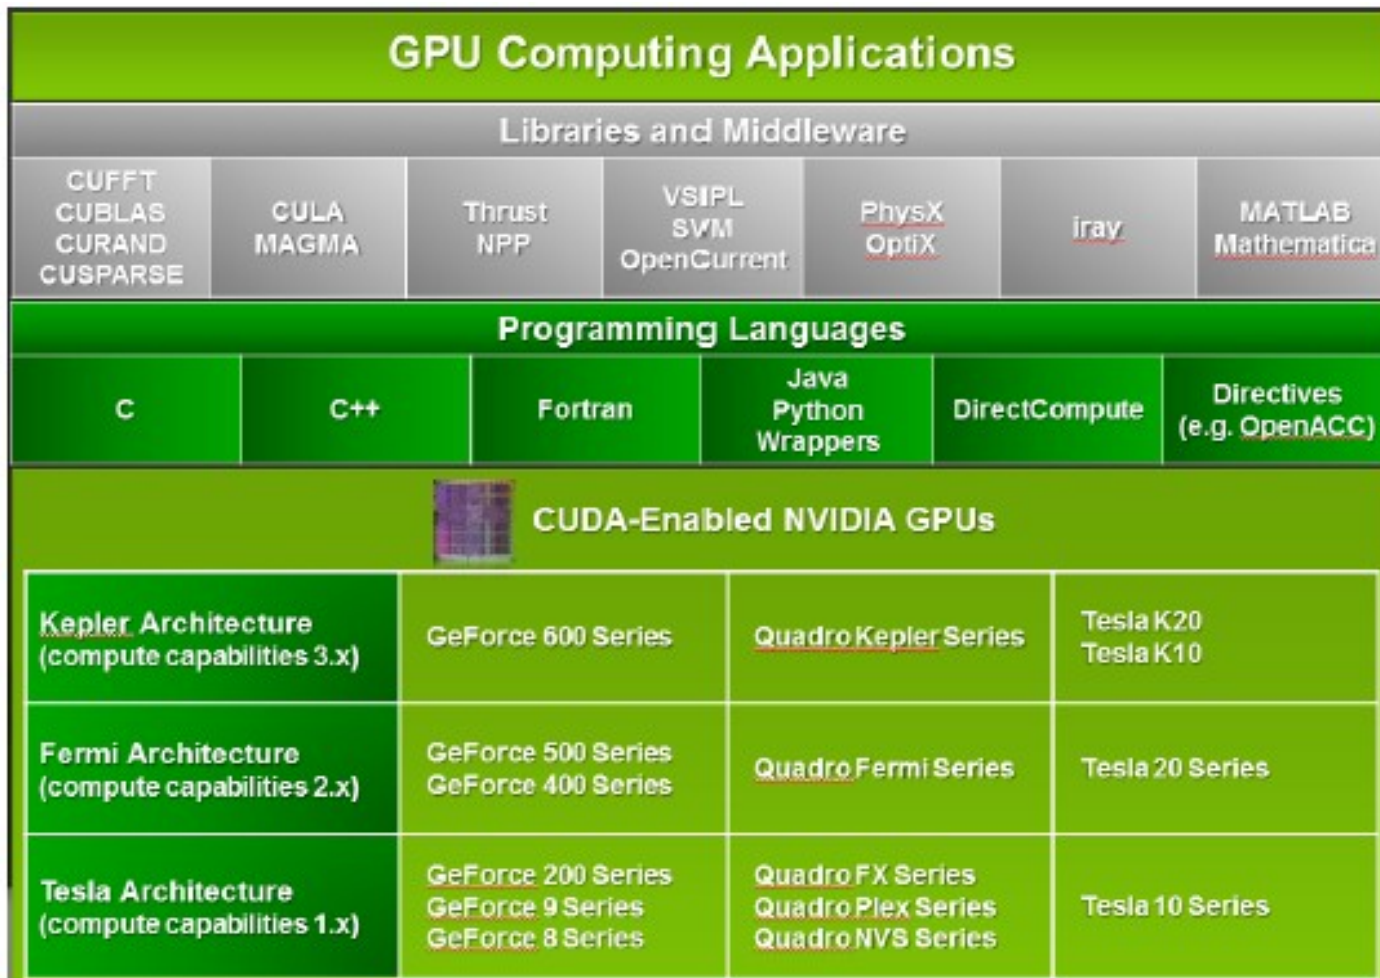 GPU Computing Applications
Libraries and Middleware
CUFFT
CUBLAS
CURAND
CUSPARSE
CULA
MAGMA
Thrust
NPP
VSIPL
SVM
OpenCurrent
PhysX
OptiX
iray
MATLAB
Mathematica
Programming Languages
C
C++
Fortran
Java
Python
Wrappers
DirectCompute
Directives
(e.g. OpenACC)
CUDA-Enabled NVIDIA GPUs
Kepler Architecture
(compute capabilities 3.x)
GeForce 600 Series
Quadro Kepler Series
Tesla K20
Tesla K10
Fermi Architecture
(compute capabilities 2.x)
GeForce 500 Series
GeForce 400 Series
Quadro Fermi Series
Tesla 20 Series
Tesla Architecture
(compute capabilities 1.x)
GeForce 200 Series
GeForce 9 Series
GeForce 8 Series
Quadro FX Series
Quadro Plex Series
Quadro NVS Series
Tesla 10 Series